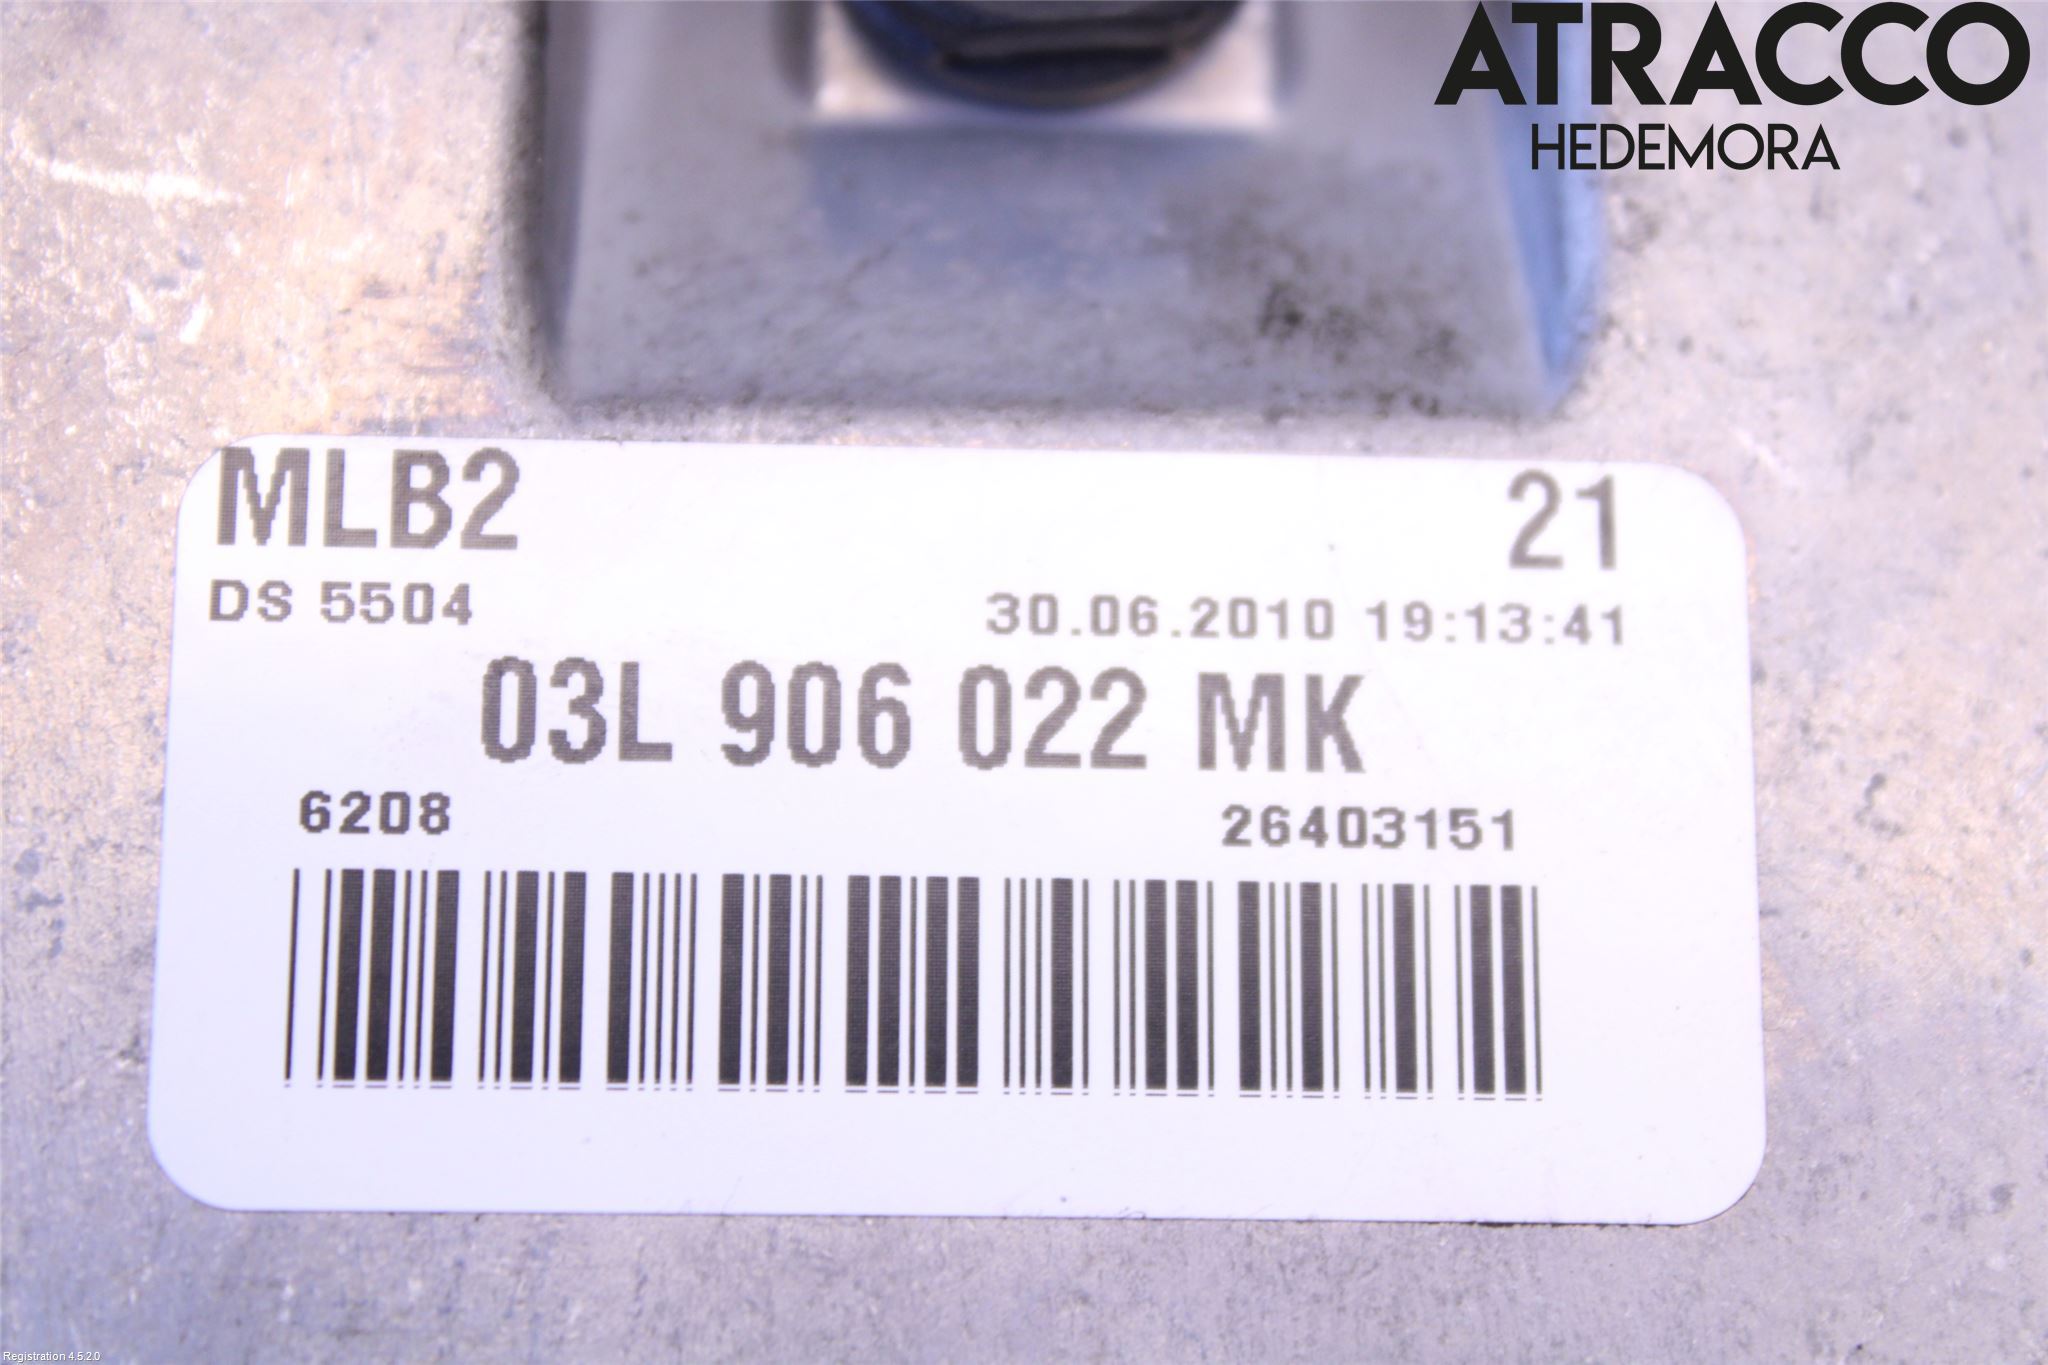 ATRACCO
HEDEMORA
MLB2 21
DS 5504 30.06.2010 19:13:41
03L 906 022 MK
6208 26403151
Registration 4.5.2.0